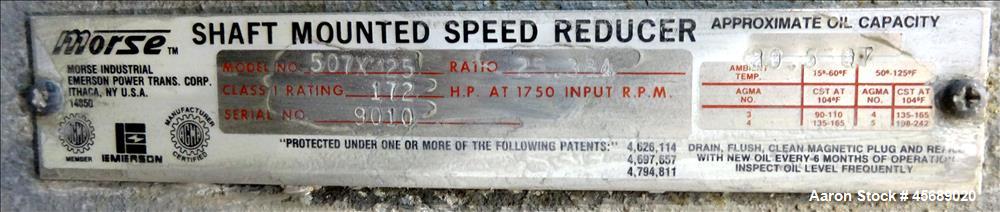 morse TM SHAFT MOUNTED SPEED REDUCER
MORSE INDUSTRIAL
EMERSON POWER TRANS. CORP.
ITHACA, NY U.S.A.
14850
MEMBER
EMERSON
MANUFACTURER
CERTIFIED
MODEL NO. 507X125 RATIO
CLASS I RATING 172 H.P. AT 1750 INPUT R.P.M.
SERIAL NO. 9010
APPROXIMATE OIL CAPACITY
AMBIENT TEMP. 15°-60°F 50°-125°F
AGMA NO. CST AT 104°F AGMA NO. CST AT 104°F
3 90-110 4 135-165
4 135-165 5 198-242
"PROTECTED UNDER ONE OR MORE OF THE FOLLOWING PATENTS:" 4,626,114
4,697,657
4,794,811
DRAIN, FLUSH, CLEAN MAGNETIC PLUG AND REFILL
WITH NEW OIL EVERY 6 MONTHS OF OPERATION
INSPECT OIL LEVEL FREQUENTLY
Aaron Stock # 45689020